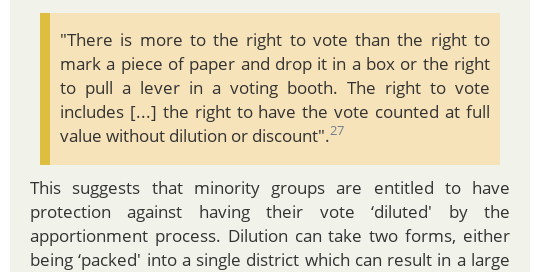 "There is more to the right to vote than the right to
mark a piece of paper and drop it in a box or the right
to pull a lever in a voting booth. The right to vote
includes [...] the right to have the vote counted at full
value without dilution or discount".27
This suggests that minority groups are entitled to have
protection against having their vote ‘diluted' by the
apportionment process. Dilution can take two forms, either
being ‘packed' into a single district which can result in a large